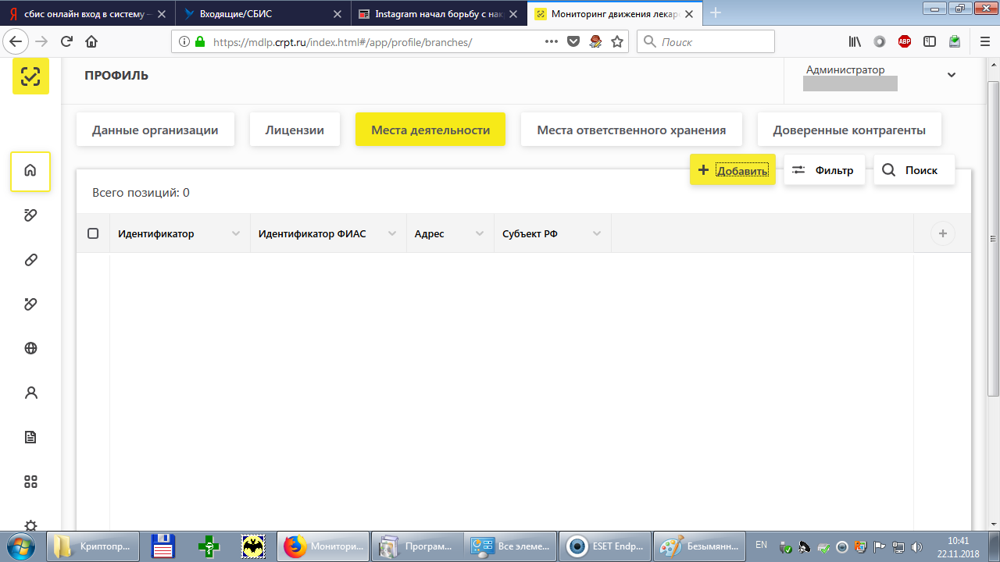 сбис онлайн вход в систему —
Входящие/СБИС
Instagram начал борьбу с нак
Мониторинг движения лекаро
https://mdlp.crpt.ru/index.html#/app/profile/branches/
Поиск
ABP
ПРОФИЛЬ
Администратор
Данные организации
Лицензии
Места деятельности
Места ответственного хранения
Доверенные контрагенты
Добавить
Фильтр
Поиск
Всего позиций: 0
Идентификатор
Идентификатор ФИАС
Адрес
Субъект РФ
Криптопр...
Монитори...
Програм...
Все элеме...
ESET Endp...
Безымянн...
EN
10:41
22.11.2018